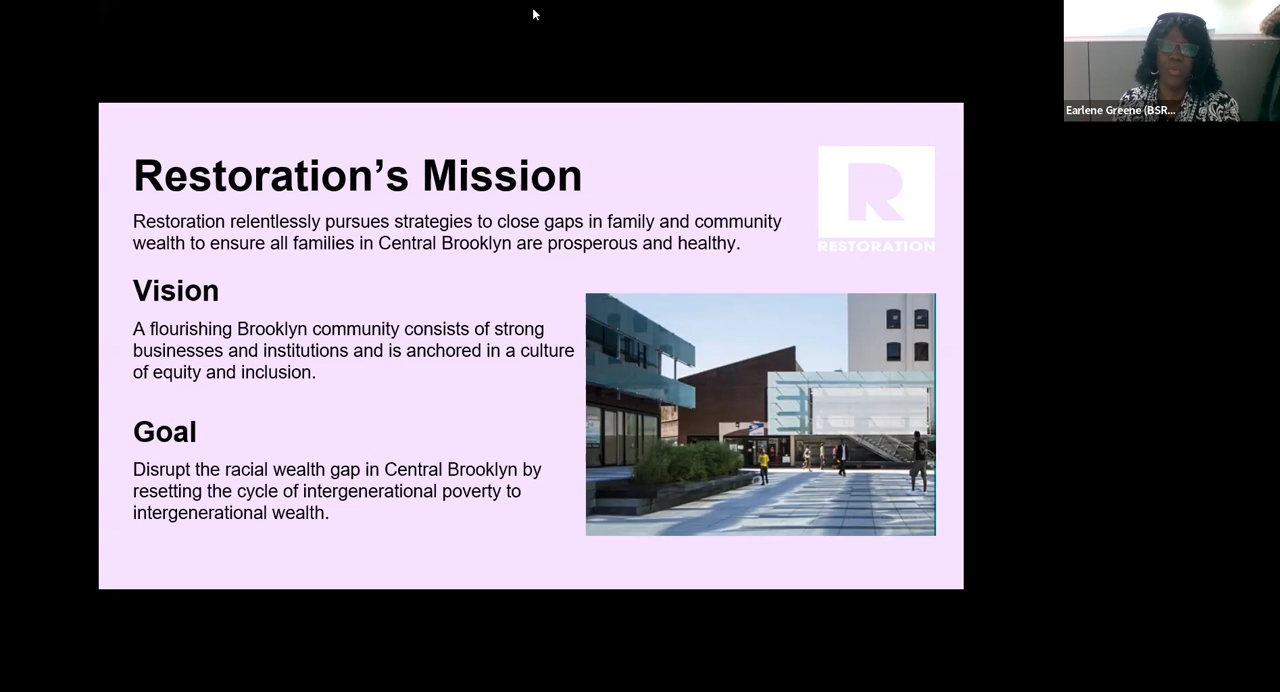 Restoration’s Mission
Restoration relentlessly pursues strategies to close gaps in family and community
wealth to ensure all families in Central Brooklyn are prosperous and healthy.
R
RESTORATION
Vision
A flourishing Brooklyn community consists of strong
businesses and institutions and is anchored in a culture
of equity and inclusion.
Goal
Disrupt the racial wealth gap in Central Brooklyn by
resetting the cycle of intergenerational poverty to
intergenerational wealth.
Earlene Greene (BSR...